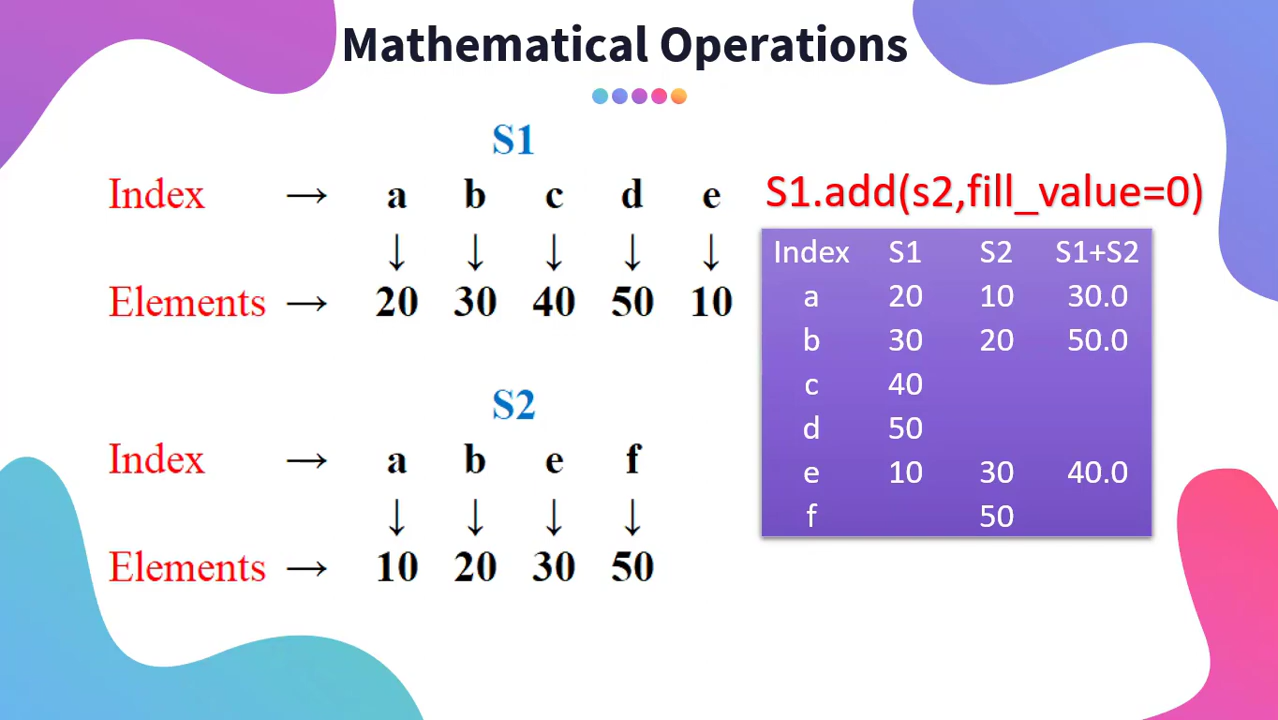 Mathematical Operations
S1
Index → a b c d e
↓ ↓ ↓ ↓ ↓
Elements → 20 30 40 50 10
S2
Index → a b e f
↓ ↓ ↓ ↓
Elements → 10 20 30 50
S1.add(s2,fill_value=0)
Index S1 S2 S1+S2
a 20 10 30.0
b 30 20 50.0
c 40
d 50
e 10 30 40.0
f 50